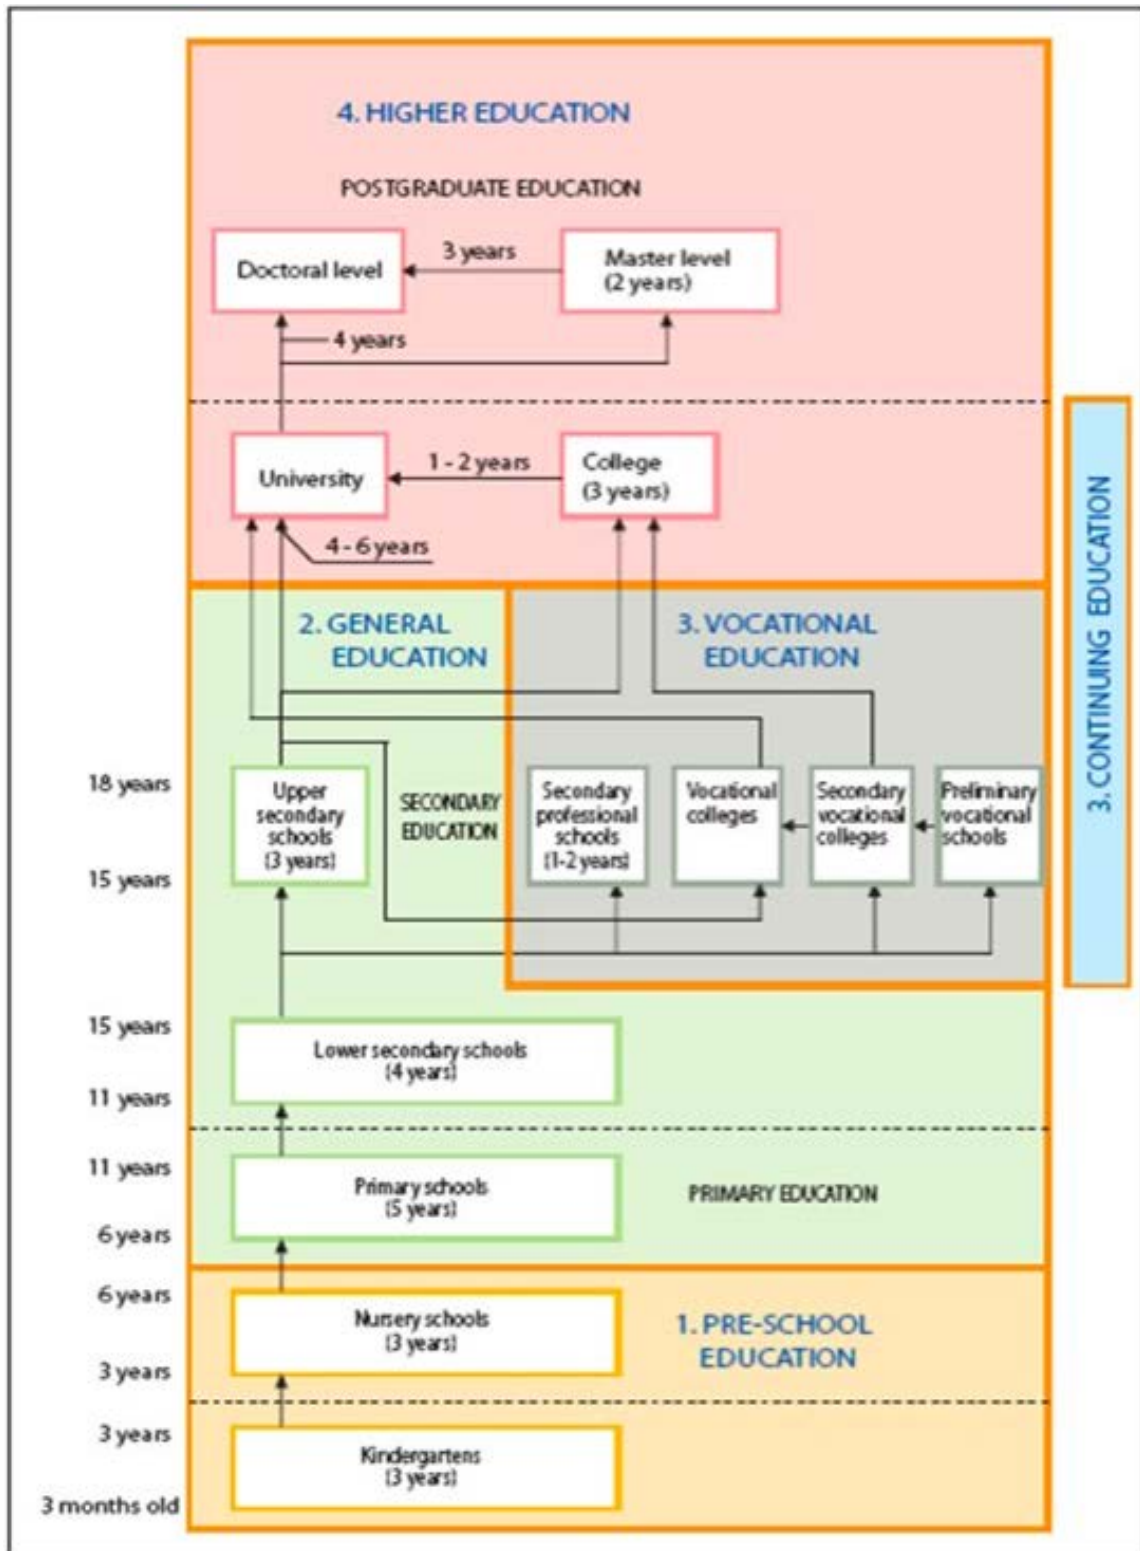 4. HIGHER EDUCATION
POSTGRADUATE EDUCATION
Doctoral level
3 years
Master level
(2 years)
4 years
University
1 - 2 years
College
(3 years)
4 - 6 years
3. CONTINUING EDUCATION
2. GENERAL
EDUCATION
3. VOCATIONAL
EDUCATION
18 years
15 years
Upper
secondary
schools
(3 years)
SECONDARY
EDUCATION
Secondary
professional
schools
(1-2 years)
Vocational
colleges
Secondary
vocational
colleges
Preliminary
vocational
schools
15 years
11 years
Lower secondary schools
(4 years)
11 years
6 years
Primary schools
(5 years)
PRIMARY EDUCATION
6 years
3 years
Nursery schools
(3 years)
1. PRE-SCHOOL
EDUCATION
3 years
3 months old
Kindergartens
(3 years)